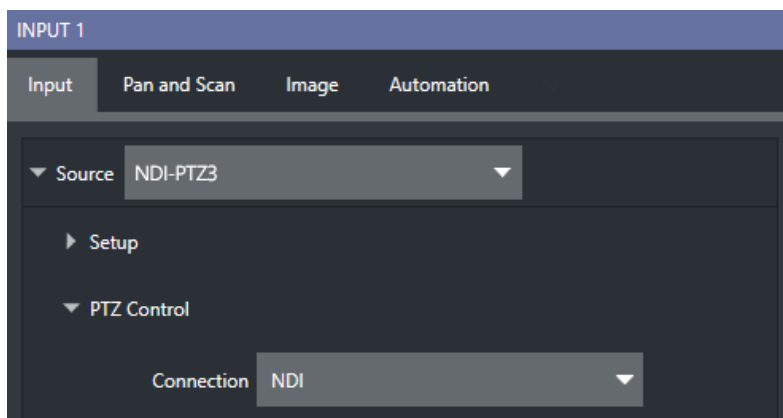 INPUT 1
Input Pan and Scan Image Automation
Source NDI-PTZ3
Setup
PTZ Control
Connection NDI